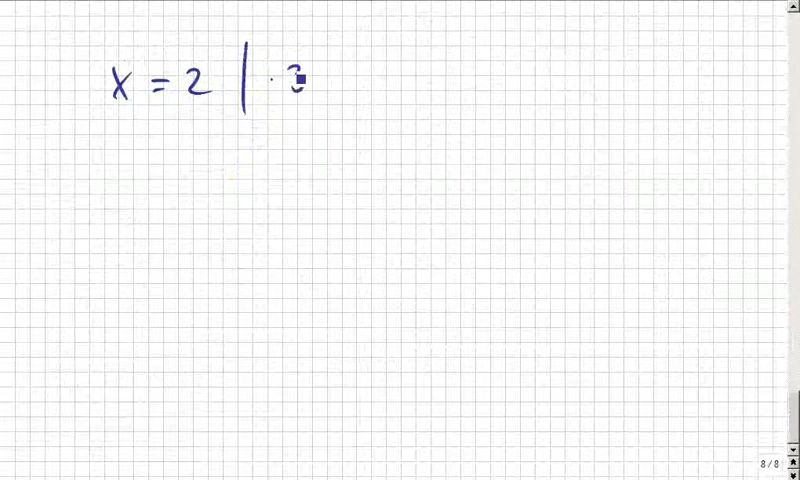 x = 2 | · 3
8/8